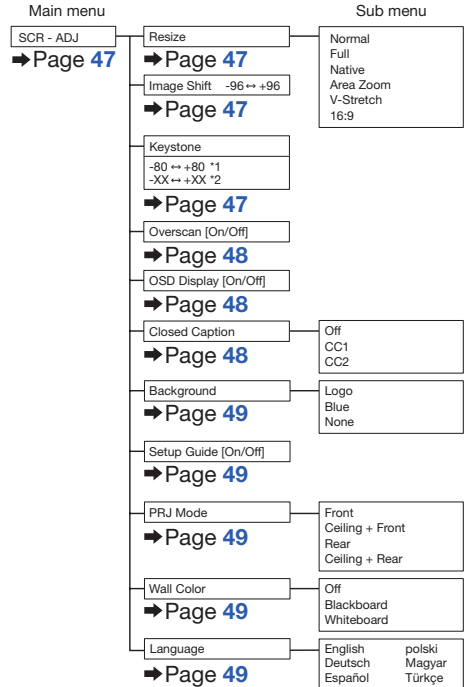 Main menu
Sub menu
SCR - ADJ
➡Page 47
Resize
➡Page 47
Normal
Full
Native
Area Zoom
V-Stretch
16:9
Image Shift -96 ↔ +96
➡Page 47
Keystone
-80 ↔ +80 *1
-XX ↔ +XX *2
➡Page 47
Overscan [On/Off]
➡Page 48
OSD Display [On/Off]
➡Page 48
Closed Caption
➡Page 48
Off
CC1
CC2
Background
➡Page 49
Logo
Blue
None
Setup Guide [On/Off]
➡Page 49
PRJ Mode
➡Page 49
Front
Ceiling + Front
Rear
Ceiling + Rear
Wall Color
➡Page 49
Off
Blackboard
Whiteboard
Language
➡Page 49
English polski
Deutsch Magyar
Español Türkçe